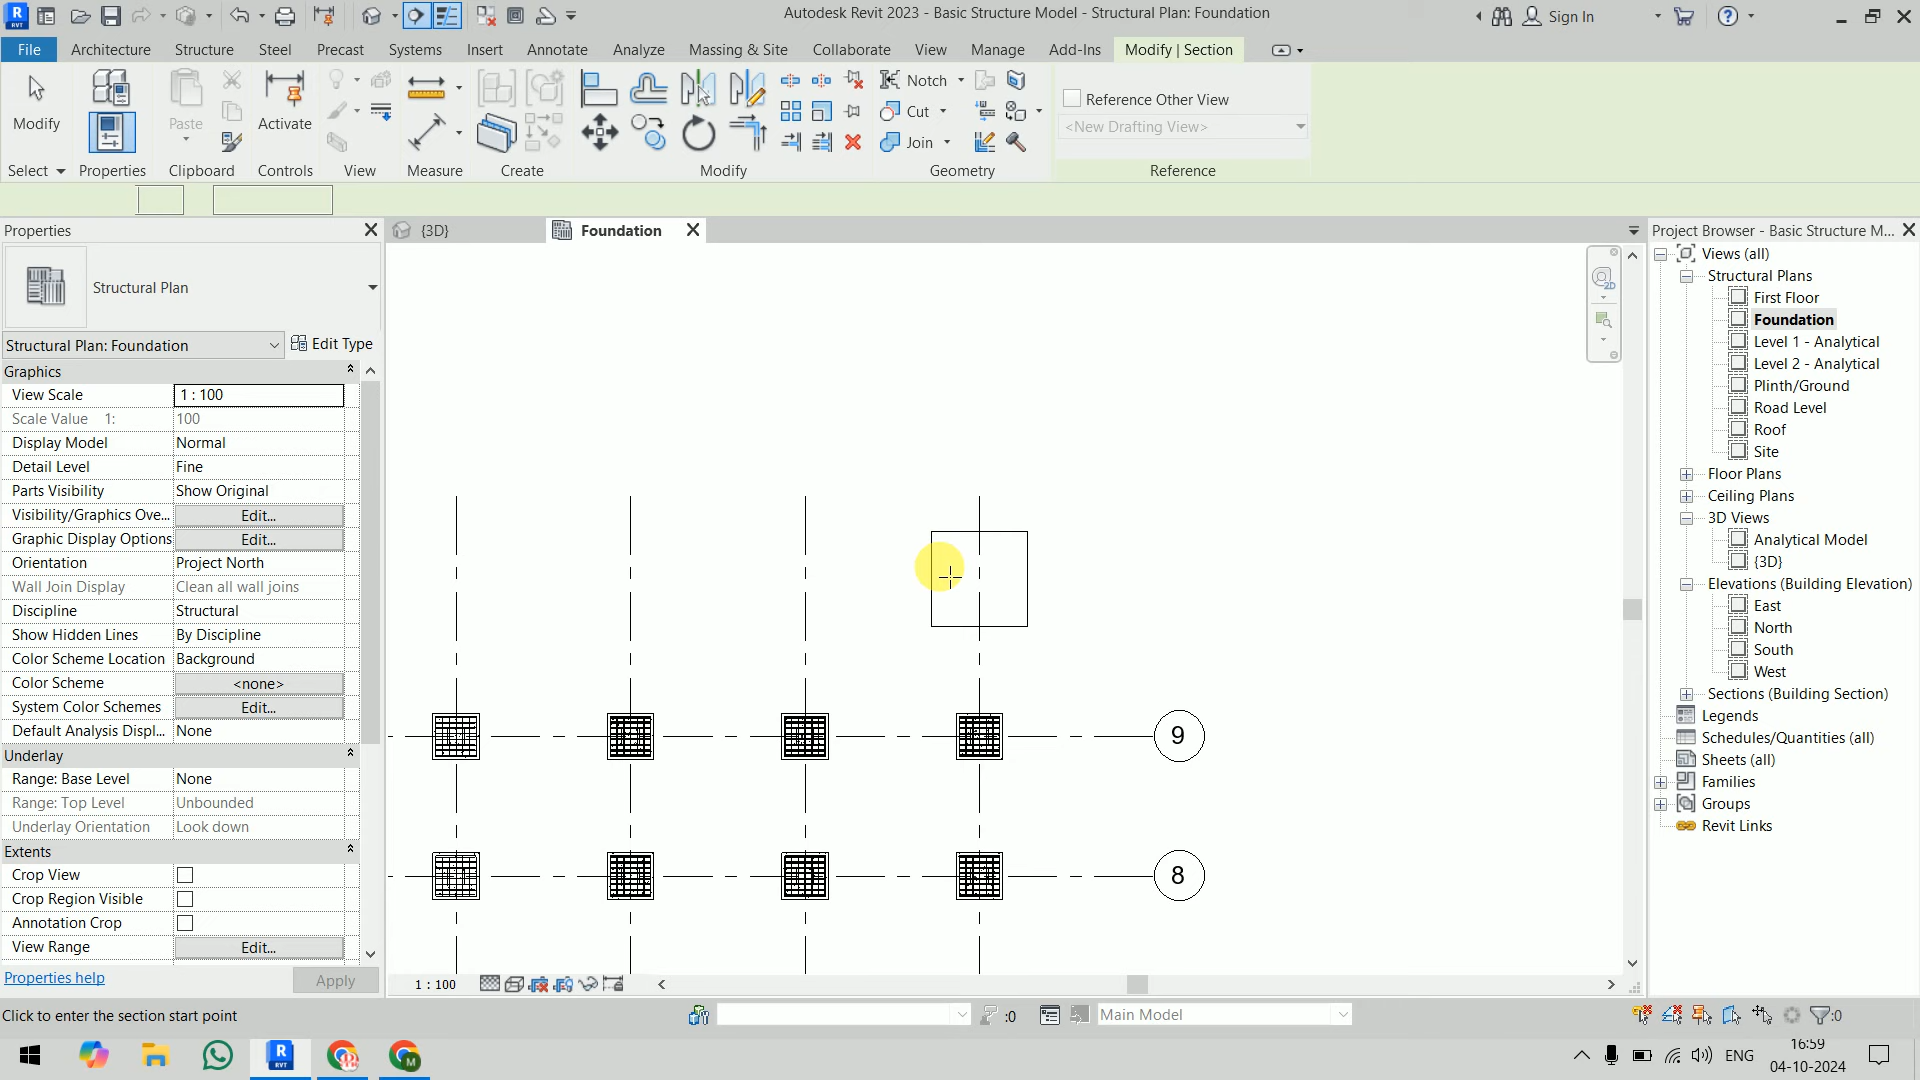 Autodesk Revit 2023 - Basic Structure Model - Structural Plan: Foundation
Sign In
File Architecture Structure Steel Precast Systems Insert Annotate Analyze Massing & Site Collaborate View Manage Add-Ins Modify | Section
Modify
Paste
Activate
Notch
Cut
Join
Reference Other View
<New Drafting View>
Select Properties Clipboard Controls View Measure Create Modify Geometry Reference
Properties
Structural Plan
Structural Plan: Foundation Edit Type
Graphics
View Scale 1 : 100
Scale Value 1: 100
Display Model Normal
Detail Level Fine
Parts Visibility Show Original
Visibility/Graphics Ove... Edit...
Graphic Display Options Edit...
Orientation Project North
Wall Join Display Clean all wall joins
Discipline Structural
Show Hidden Lines By Discipline
Color Scheme Location Background
Color Scheme <none>
System Color Schemes Edit...
Default Analysis Displ... None
Underlay
Range: Base Level None
Range: Top Level Unbounded
Underlay Orientation Look down
Extents
Crop View
Crop Region Visible
Annotation Crop
View Range Edit...
Properties help Apply
{3D} Foundation
2D
9
8
1 : 100
Project Browser - Basic Structure M...
Views (all)
Structural Plans
First Floor
Foundation
Level 1 - Analytical
Level 2 - Analytical
Plinth/Ground
Road Level
Roof
Site
Floor Plans
Ceiling Plans
3D Views
Analytical Model
{3D}
Elevations (Building Elevation)
East
North
South
West
Sections (Building Section)
Legends
Schedules/Quantities (all)
Sheets (all)
Families
Groups
Revit Links
Click to enter the section start point :0 Main Model :0
ENG
16:59
04-10-2024